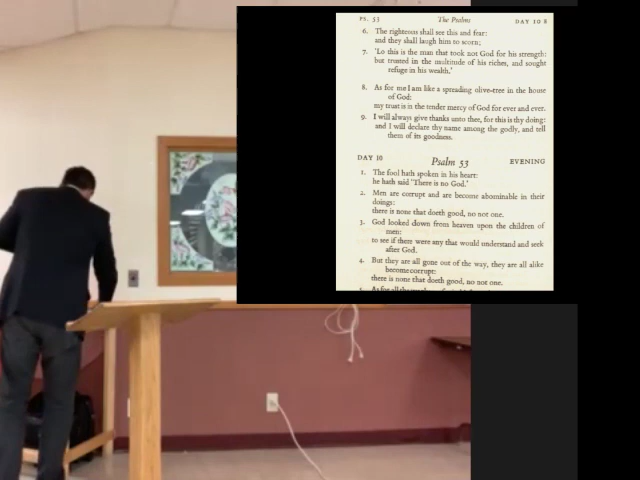 PS. 53 The Psalms DAY 10·8
6. The righteous shall see this and fear:
and they shall laugh him to scorn;
7. 'Lo this is the man that took not God for his strength:
but trusted in the multitude of his riches, and sought
refuge in his wealth.'
8. As for me I am like a spreading olive-tree in the house
of God:
my trust is in the tender mercy of God for ever and ever.
9. I will always give thanks unto thee, for this is thy doing:
and I will declare thy name among the godly, and tell
them of its goodness.
DAY 10 Psalm 53 EVENING
1. The fool hath spoken in his heart:
he hath said 'There is no God.'
2. Men are corrupt and are become abominable in their
doings:
there is none that doeth good, no not one.
3. God looked down from heaven upon the children of
men:
to see if there were any that would understand and seek
after God.
4. But they are all gone out of the way, they are all alike
become corrupt:
there is none that doeth good, no not one.